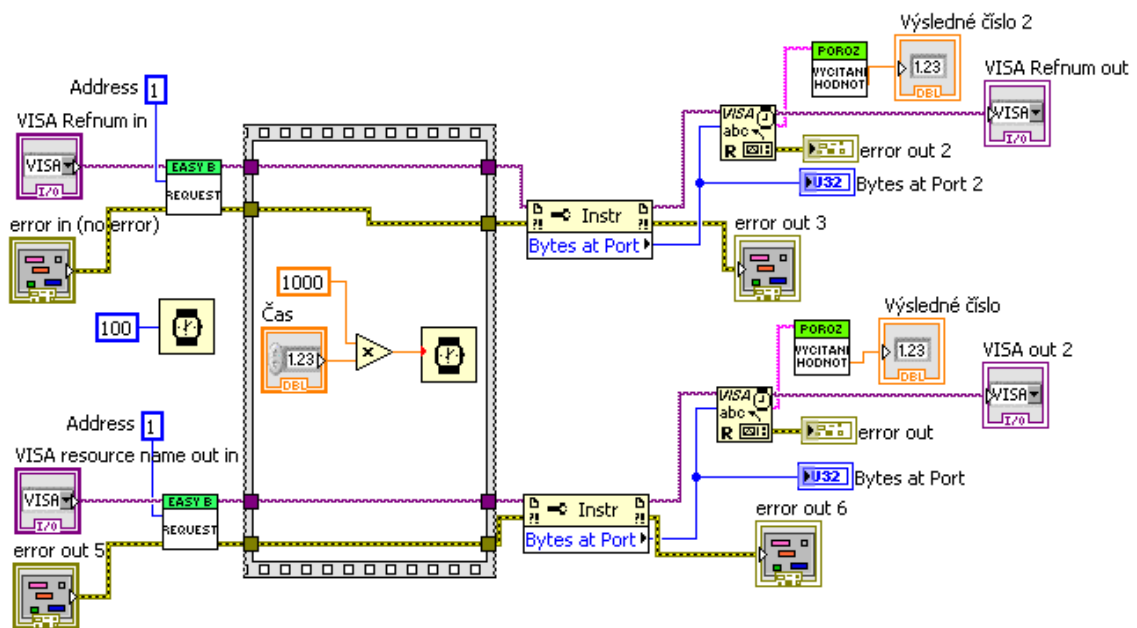 Výsledné číslo 2
POROZ
VYCITANI
HODNOT
1.23
DBL
VISA Refnum out
VISA
I/O
Address 1
VISA Refnum in
VISA
I/O
EASY B
REQUEST
VISA
abc
R
error out 2
U32 Bytes at Port 2
error in (no error)
Instr
Bytes at Port
error out 3
1000
Čas
1.23
DBL
100
Výsledné číslo
POROZ
VYCITANI
HODNOT
1.23
DBL
VISA out 2
VISA
I/O
Address 1
VISA resource name out in
VISA
I/O
EASY B
REQUEST
VISA
abc
R
error out
U32 Bytes at Port
Instr
Bytes at Port
error out 6
error out 5